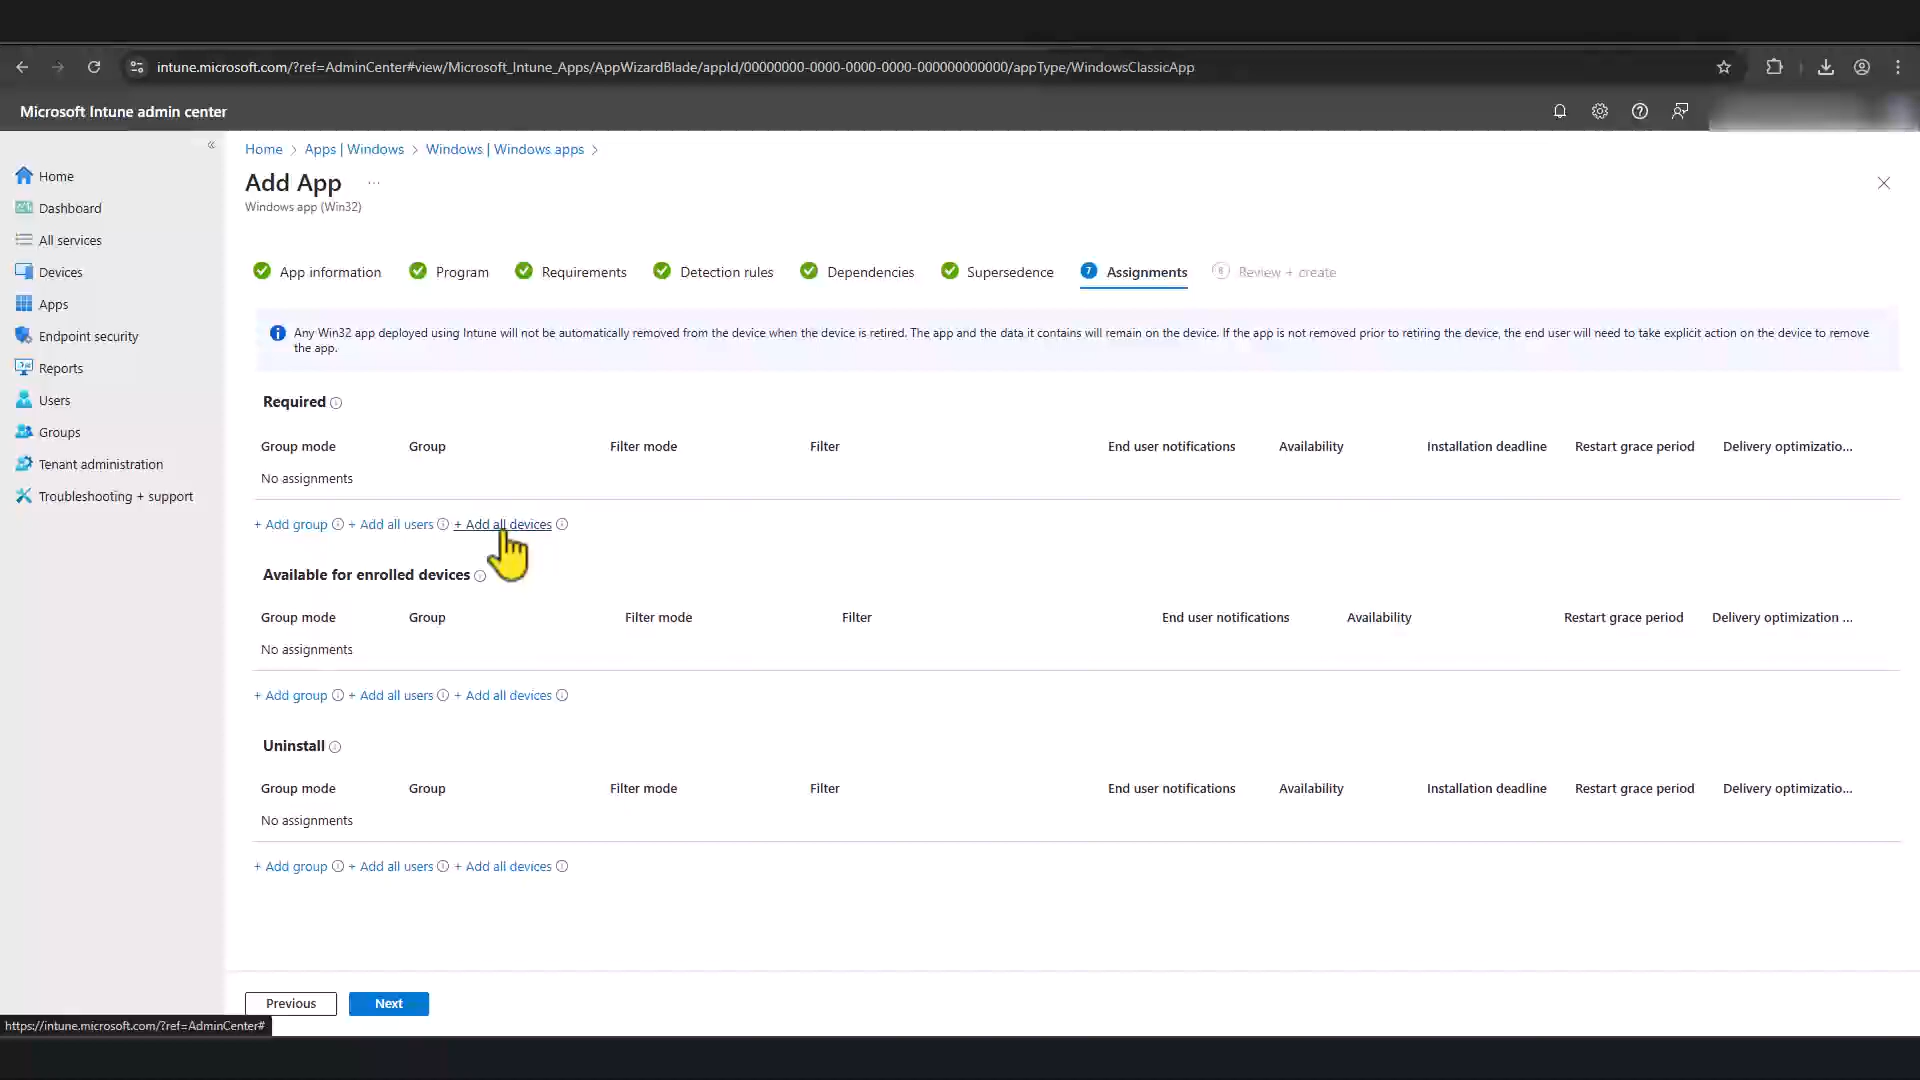 intune.microsoft.com/?ref=AdminCenter#view/Microsoft_Intune_Apps/AppWizardBlade/appId/00000000-0000-0000-0000-000000000000/appType/WindowsClassicApp
Microsoft Intune admin center
Home > Apps | Windows > Windows | Windows apps >
Add App ...
Windows app (Win32)
Home
Dashboard
All services
Devices
Apps
Endpoint security
Reports
Users
Groups
Tenant administration
Troubleshooting + support
App information Program Requirements Detection rules Dependencies Supersedence 7 Assignments 8 Review + create
Any Win32 app deployed using Intune will not be automatically removed from the device when the device is retired. The app and the data it contains will remain on the device. If the app is not removed prior to retiring the device, the end user will need to take explicit action on the device to remove
the app.
Required
Group mode Group Filter mode Filter End user notifications Availability Installation deadline Restart grace period Delivery optimizatio...
No assignments
+ Add group + Add all users + Add all devices
Available for enrolled devices
Group mode Group Filter mode Filter End user notifications Availability Restart grace period Delivery optimization ...
No assignments
+ Add group + Add all users + Add all devices
Uninstall
Group mode Group Filter mode Filter End user notifications Availability Installation deadline Restart grace period Delivery optimizatio...
No assignments
+ Add group + Add all users + Add all devices
Previous Next
https://intune.microsoft.com/?ref=AdminCenter#